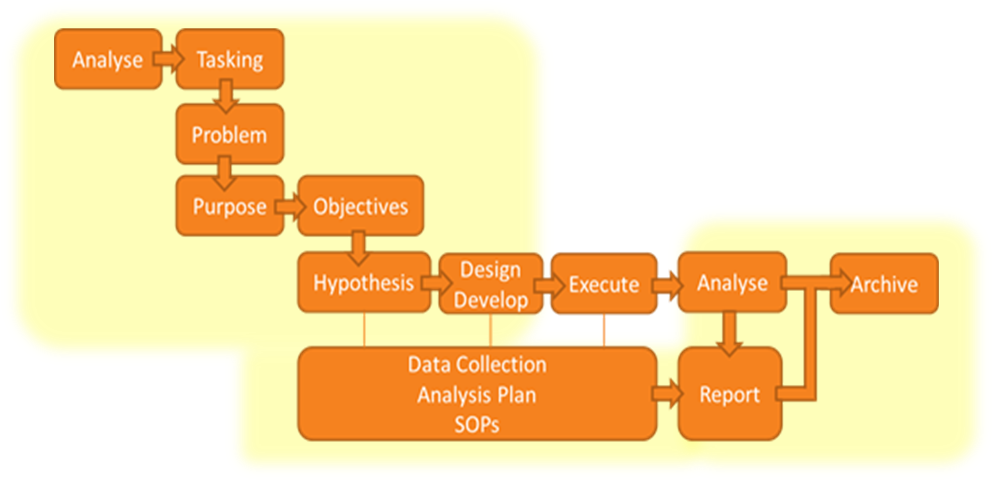 Analyse
Tasking
Problem
Purpose
Objectives
Hypothesis
Design
Develop
Execute
Analyse
Archive
Data Collection
Analysis Plan
SOPs
Report